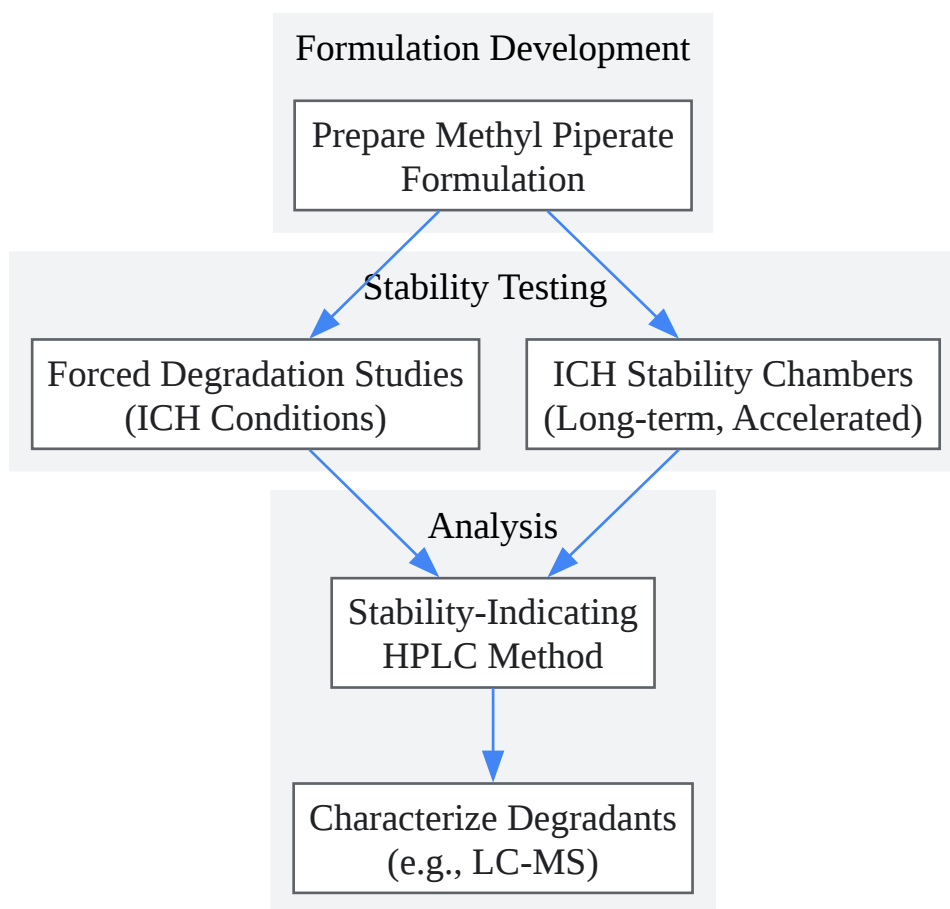 Formulation Development
Prepare Methyl Piperate
Formulation
Stability Testing
Forced Degradation Studies
(ICH Conditions)
ICH Stability Chambers
(Long-term, Accelerated)
Analysis
Stability-Indicating
HPLC Method
Characterize Degradants
(e.g., LC-MS)